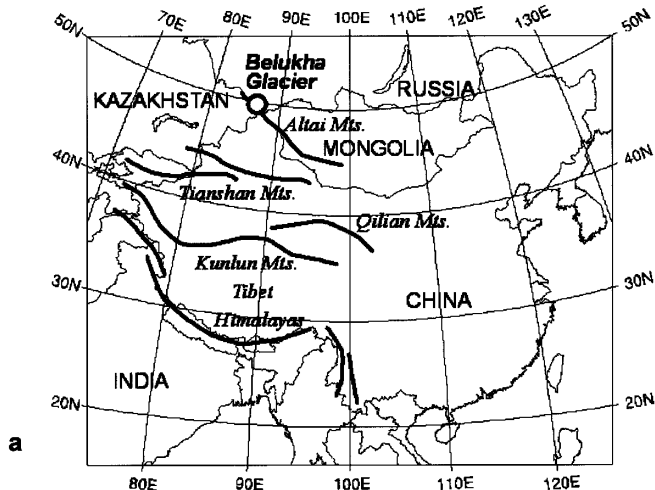 70E 80E 90E 100E 110E 120E 130E
50N 50N
Belukha
Glacier
RUSSIA
KAZAKHSTAN
Altai Mts.
MONGOLIA
40N 40N
Tianshan Mts.
Qilian Mts.
Kunlun Mts.
30N 30N
Tibet
CHINA
Himalayas
INDIA
20N 20N
a
80E 90E 100E 110E 120E